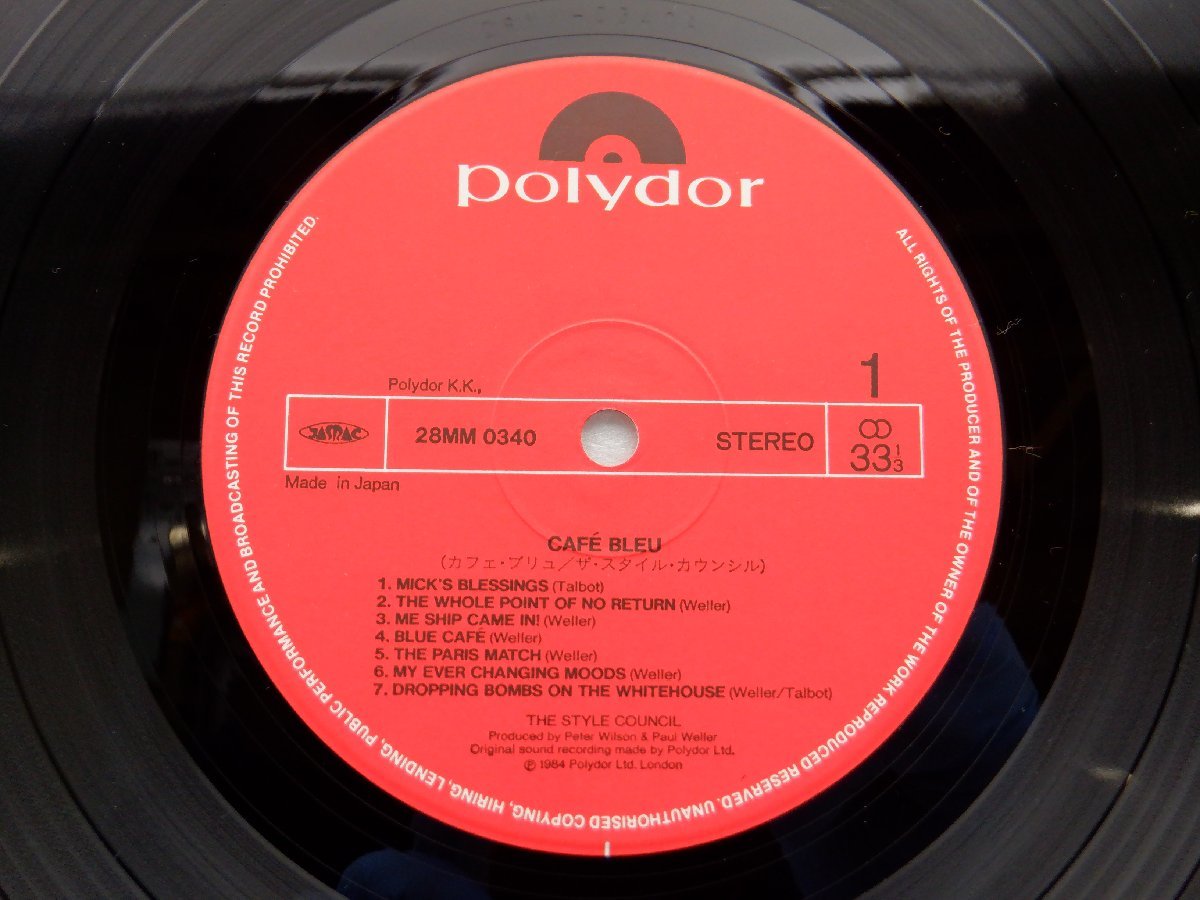 polydor
1
Polydor K.K.,
JASRAC
28MM 0340
STEREO
33 1/3
Made in Japan
CAFÉ BLEU
(カフェ・ブリュ/ザ・スタイル・カウンシル)
1. MICK'S BLESSINGS (Talbot)
2. THE WHOLE POINT OF NO RETURN (Weller)
3. ME SHIP CAME IN! (Weller)
4. BLUE CAFÉ (Weller)
5. THE PARIS MATCH (Weller)
6. MY EVER CHANGING MOODS (Weller)
7. DROPPING BOMBS ON THE WHITEHOUSE (Weller/Talbot)
THE STYLE COUNCIL
Produced by Peter Wilson & Paul Weller
Original sound recording made by Polydor Ltd.
℗ 1984 Polydor Ltd. London
ALL RIGHTS OF THE PRODUCER AND OF THE OWNER OF THE WORK REPRODUCED RESERVED. UNAUTHORISED COPYING, HIRING, LENDING, PUBLIC PERFORMANCE AND BROADCASTING OF THIS RECORD PROHIBITED.